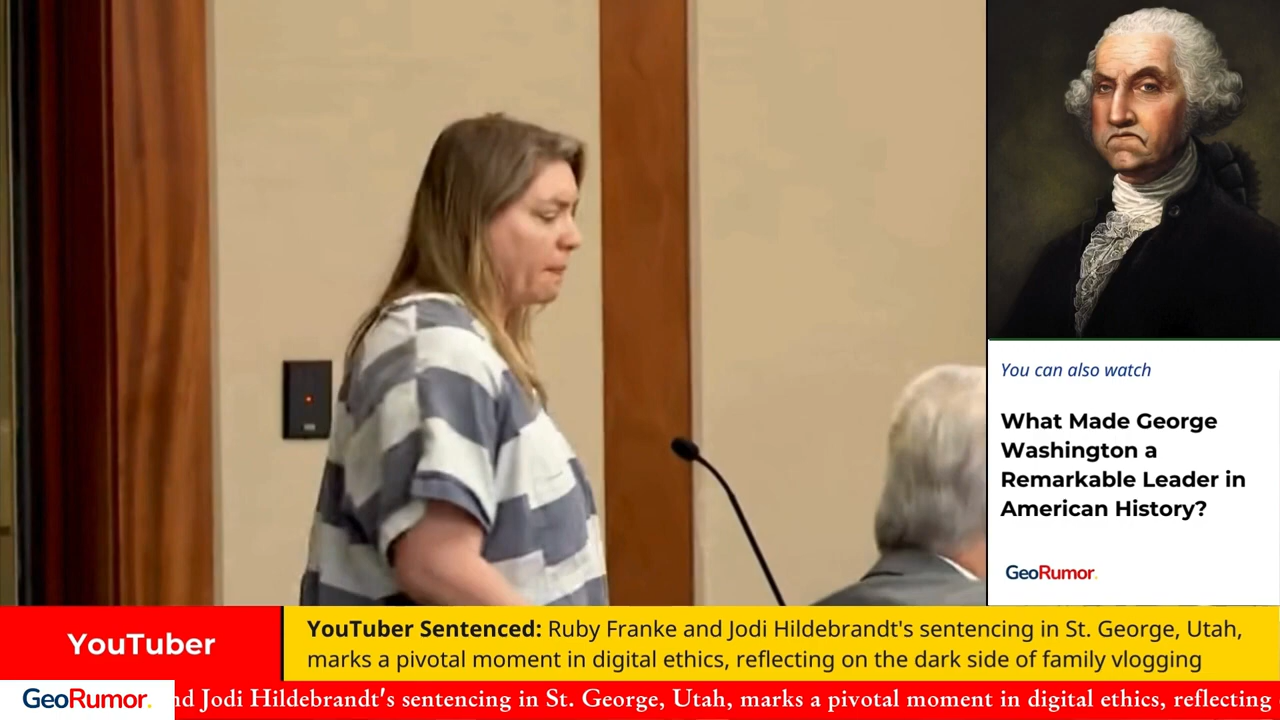 You can also watch
What Made George
Washington a
Remarkable Leader in
American History?
GeoRumor.
YouTuber
YouTuber Sentenced: Ruby Franke and Jodi Hildebrandt's sentencing in St. George, Utah,
marks a pivotal moment in digital ethics, reflecting on the dark side of family vlogging
GeoRumor.
and Jodi Hildebrandt's sentencing in St. George, Utah, marks a pivotal moment in digital ethics, reflecting